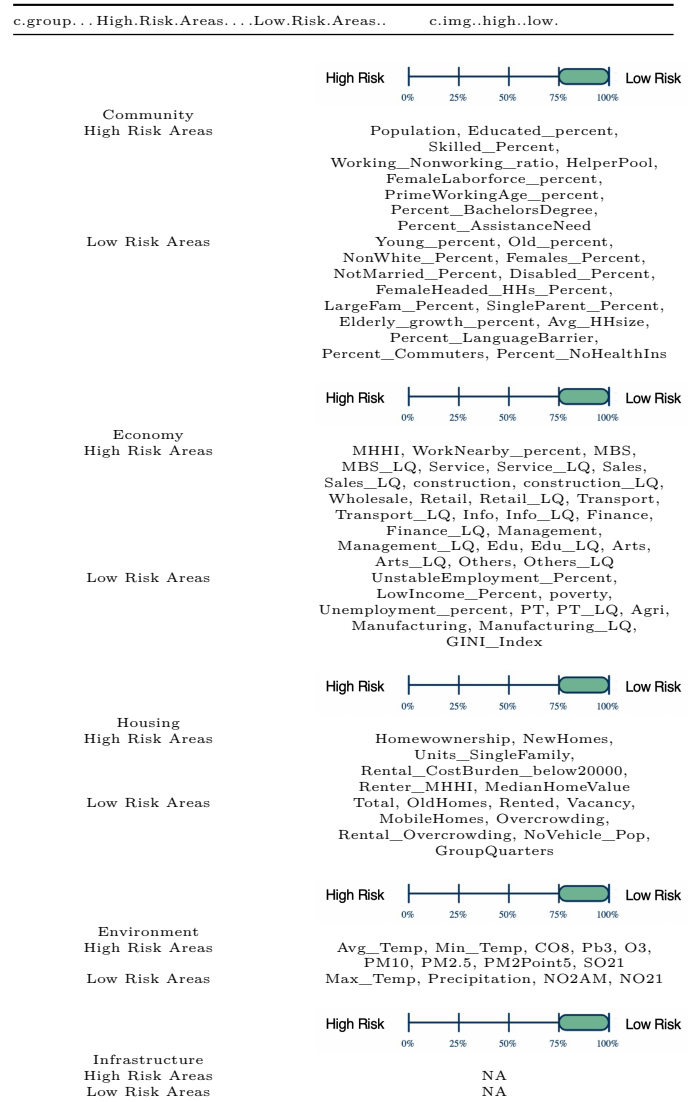 c.group...High.Risk.Areas....Low.Risk.Areas.. c.img..high..low.
High Risk Low Risk
0% 25% 50% 75% 100%
Community
High Risk Areas Population, Educated_percent,
Skilled_Percent,
Working_Nonworking_ratio, HelperPool,
FemaleLaborforce_percent,
PrimeWorkingAge_percent,
Percent_BachelorsDegree,
Percent_AssistanceNeed
Low Risk Areas Young_percent, Old_percent,
NonWhite_Percent, Females_Percent,
NotMarried_Percent, Disabled_Percent,
FemaleHeaded_HHs_Percent,
LargeFam_Percent, SingleParent_Percent,
Elderly_growth_percent, Avg_HHsize,
Percent_LanguageBarrier,
Percent_Commuters, Percent_NoHealthIns
High Risk Low Risk
0% 25% 50% 75% 100%
Economy
High Risk Areas MHHI, WorkNearby_percent, MBS,
MBS_LQ, Service, Service_LQ, Sales,
Sales_LQ, construction, construction_LQ,
Wholesale, Retail, Retail_LQ, Transport,
Transport_LQ, Info, Info_LQ, Finance,
Finance_LQ, Management,
Management_LQ, Edu, Edu_LQ, Arts,
Arts_LQ, Others, Others_LQ
Low Risk Areas UnstableEmployment_Percent,
LowIncome_Percent, poverty,
Unemployment_percent, PT, PT_LQ, Agri,
Manufacturing, Manufacturing_LQ,
GINI_Index
High Risk Low Risk
0% 25% 50% 75% 100%
Housing
High Risk Areas Homewownership, NewHomes,
Units_SingleFamily,
Rental_CostBurden_below20000,
Renter_MHHI, MedianHomeValue
Low Risk Areas Total, OldHomes, Rented, Vacancy,
MobileHomes, Overcrowding,
Rental_Overcrowding, NoVehicle_Pop,
GroupQuarters
High Risk Low Risk
0% 25% 50% 75% 100%
Environment
High Risk Areas Avg_Temp, Min_Temp, CO8, Pb3, O3,
PM10, PM2.5, PM2Point5, SO21
Low Risk Areas Max_Temp, Precipitation, NO2AM, NO21
High Risk Low Risk
0% 25% 50% 75% 100%
Infrastructure
High Risk Areas NA
Low Risk Areas NA